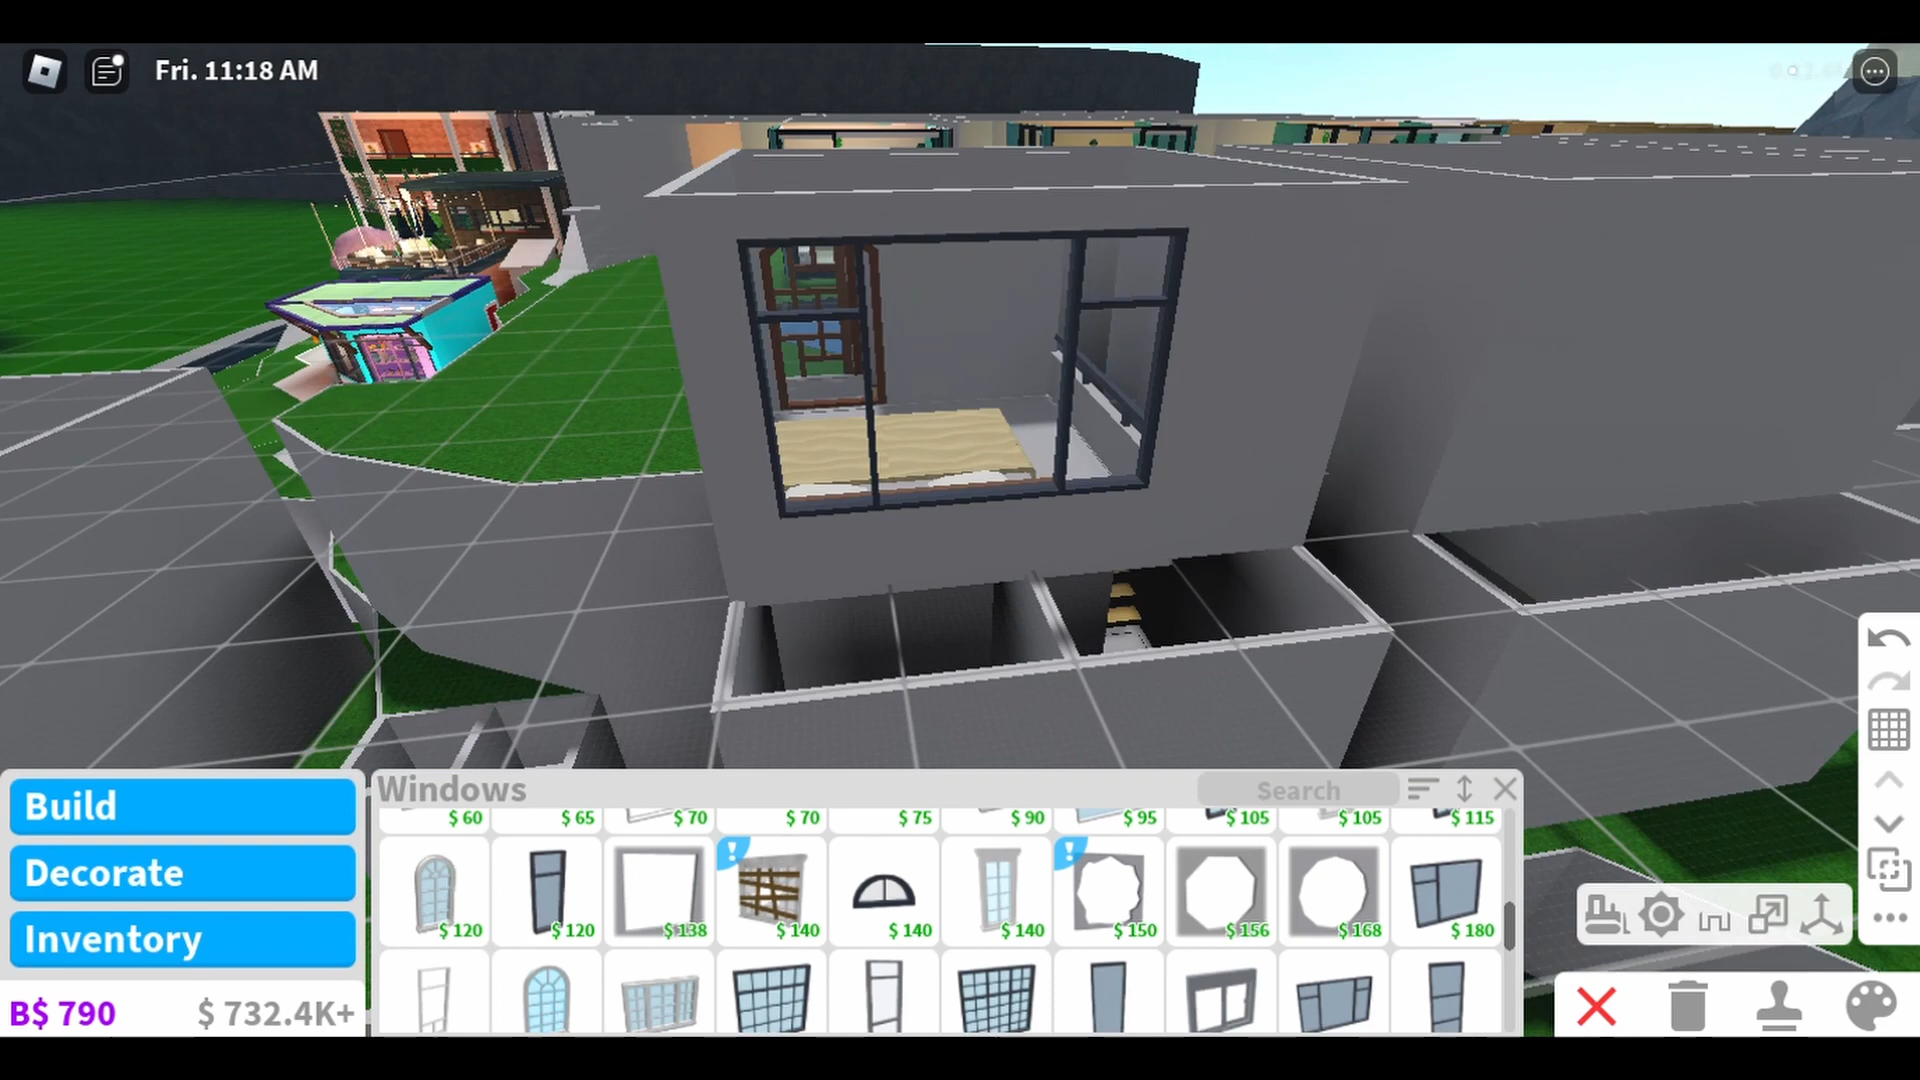 Fri. 11:18 AM
Build
Decorate
Inventory
B$ 790
$ 732.4K+
Windows
Search
$ 60 $ 65 $ 70 $ 70 $ 75 $ 90 $ 95 $ 105 $ 105 $ 115
$ 120 $ 120 $ 138 $ 140 $ 140 $ 140 $ 150 $ 156 $ 168 $ 180